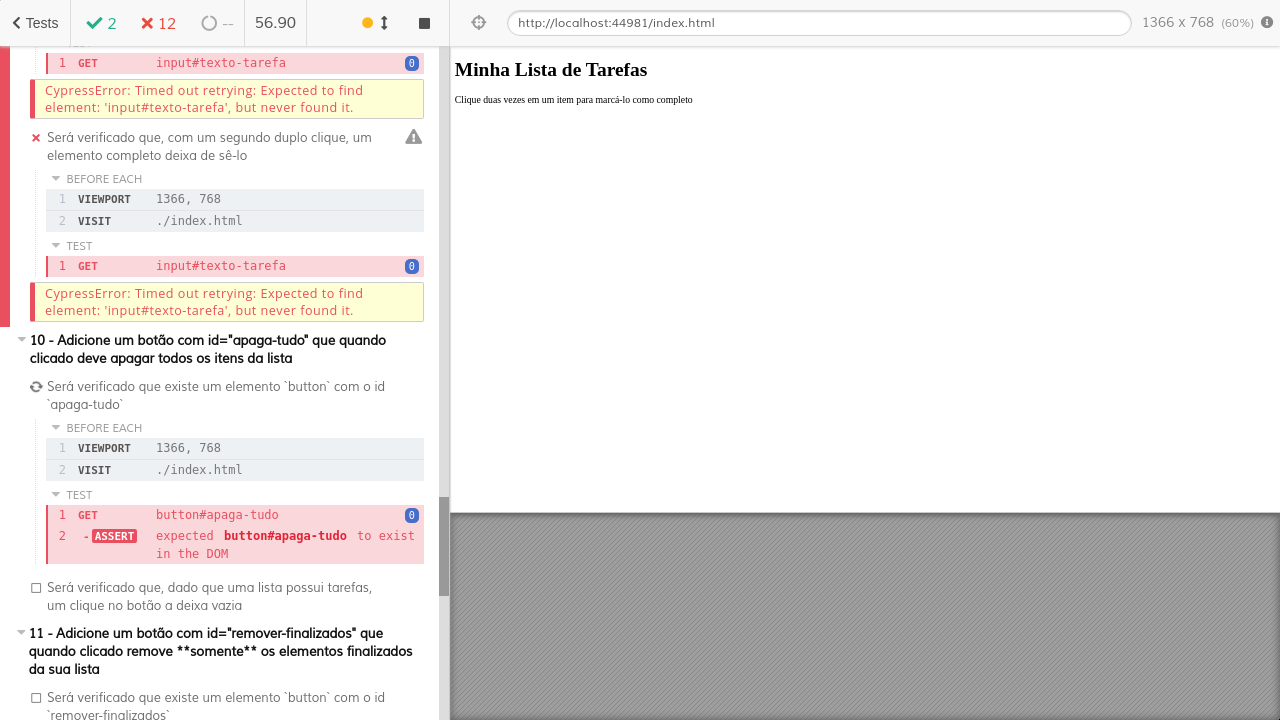 Tests
2
12
--
56.90
http://localhost:44981/index.html
1366 x 768 (60%)
1 GET input#texto-tarefa 0
CypressError: Timed out retrying: Expected to find
element: 'input#texto-tarefa', but never found it.
Será verificado que, com um segundo duplo clique, um
elemento completo deixa de sê-lo
BEFORE EACH
1 VIEWPORT 1366, 768
2 VISIT ./index.html
TEST
1 GET input#texto-tarefa 0
CypressError: Timed out retrying: Expected to find
element: 'input#texto-tarefa', but never found it.
10 - Adicione um botão com id="apaga-tudo" que quando
clicado deve apagar todos os itens da lista
Será verificado que existe um elemento `button` com o id
`apaga-tudo`
BEFORE EACH
1 VIEWPORT 1366, 768
2 VISIT ./index.html
TEST
1 GET button#apaga-tudo 0
2 -ASSERT expected button#apaga-tudo to exist
in the DOM
Será verificado que, dado que uma lista possui tarefas,
um clique no botão a deixa vazia
11 - Adicione um botão com id="remover-finalizados" que
quando clicado remove **somente** os elementos finalizados
da sua lista
Será verificado que existe um elemento `button` com o id
`remover-finalizados`
Minha Lista de Tarefas
Clique duas vezes em um item para marcá-lo como completo